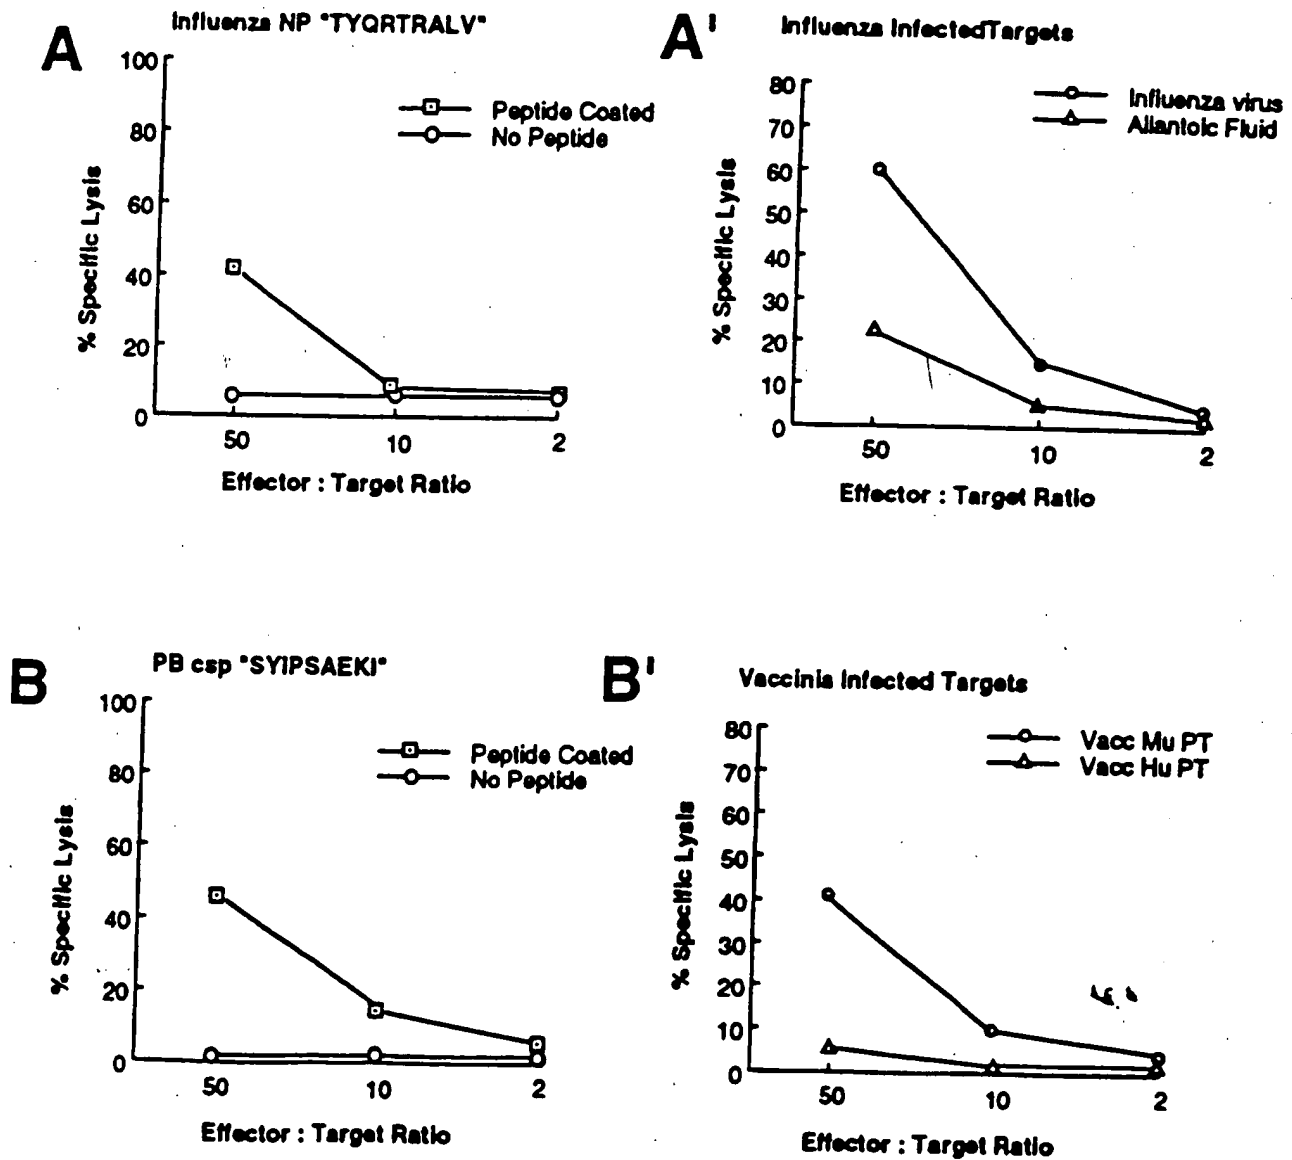 A
Influenza NP "TYQRTRALV"
100
80
60
40
20
0
% Specific Lysis
Peptide Coated
No Peptide
50 10 2
Effector : Target Ratio
A'
Influenza InfectedTargets
80
70
60
50
40
30
20
10
0
% Specific Lysis
Influenza virus
Allantoic Fluid
50 10 2
Effector : Target Ratio
B
PB csp "SYIPSAEKI"
100
80
60
40
20
0
% Specific Lysis
Peptide Coated
No Peptide
50 10 2
Effector : Target Ratio
B'
Vaccinia Infected Targets
80
70
60
50
40
30
20
10
0
% Specific Lysis
Vacc Mu PT
Vacc Hu PT
50 10 2
Effector : Target Ratio